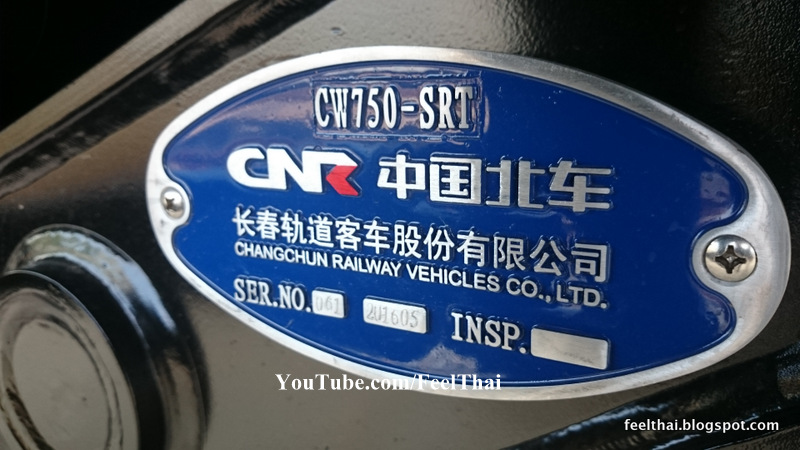 CW750-SRT
CNR 中国北车
长春轨道客车股份有限公司
CHANGCHUN RAILWAY VEHICLES CO., LTD.
SER.NO. 061 201605 INSP.
YouTube.com/FeelThai
feelthai.blogspot.com